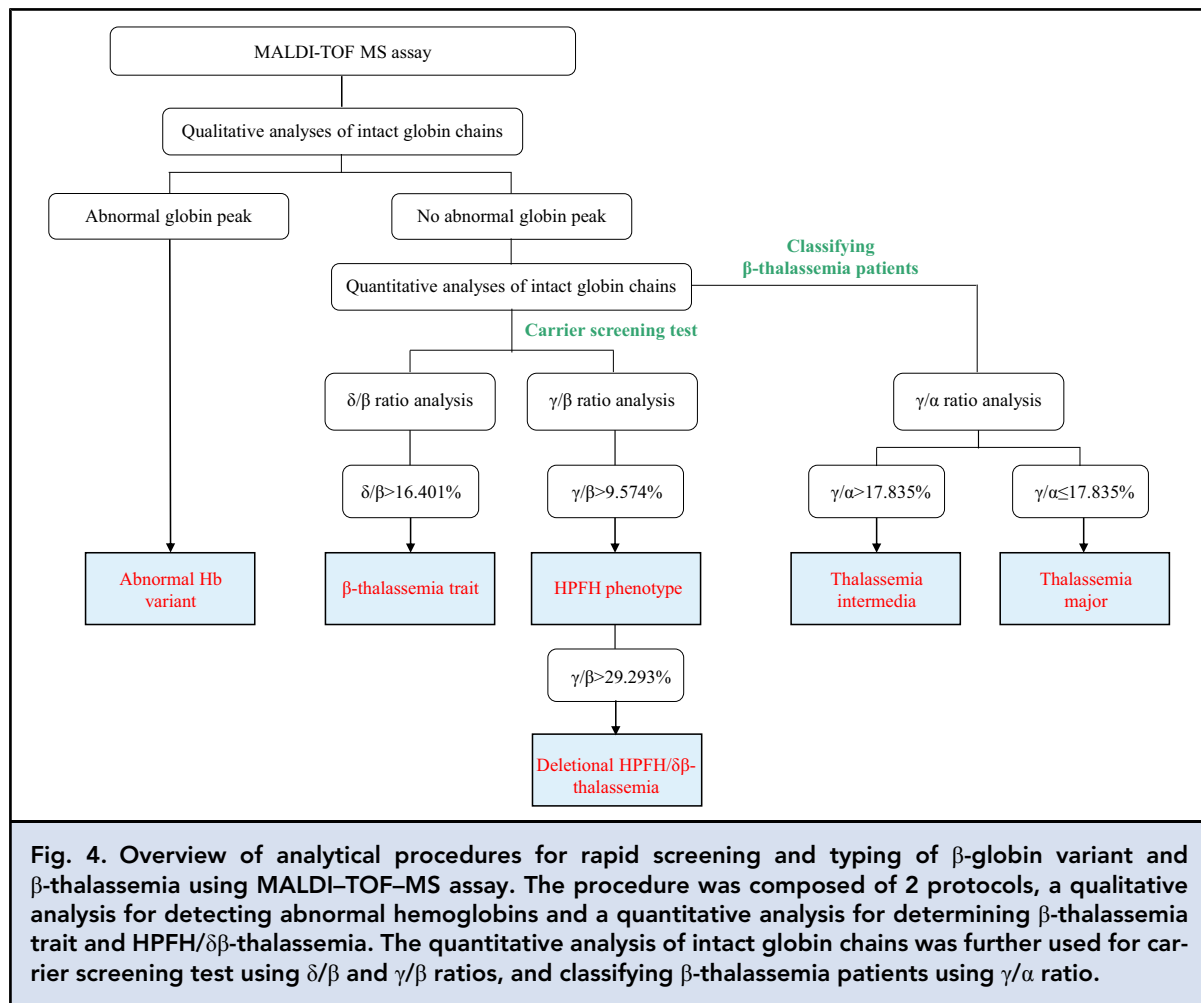 MALDI-TOF MS assay
Qualitative analyses of intact globin chains
Abnormal globin peak
No abnormal globin peak
Classifying
β-thalassemia patients
Quantitative analyses of intact globin chains
Carrier screening test
δ/β ratio analysis
γ/β ratio analysis
γ/α ratio analysis
δ/β>16.401%
γ/β>9.574%
γ/α>17.835%
γ/α≤17.835%
Abnormal Hb
variant
β-thalassemia trait
HPFH phenotype
Thalassemia
intermedia
Thalassemia
major
γ/β>29.293%
Deletional HPFH/δβ-
thalassemia
Fig. 4. Overview of analytical procedures for rapid screening and typing of β-globin variant and
β-thalassemia using MALDI–TOF–MS assay. The procedure was composed of 2 protocols, a qualitative
analysis for detecting abnormal hemoglobins and a quantitative analysis for determining β-thalassemia
trait and HPFH/δβ-thalassemia. The quantitative analysis of intact globin chains was further used for car-
rier screening test using δ/β and γ/β ratios, and classifying β-thalassemia patients using γ/α ratio.